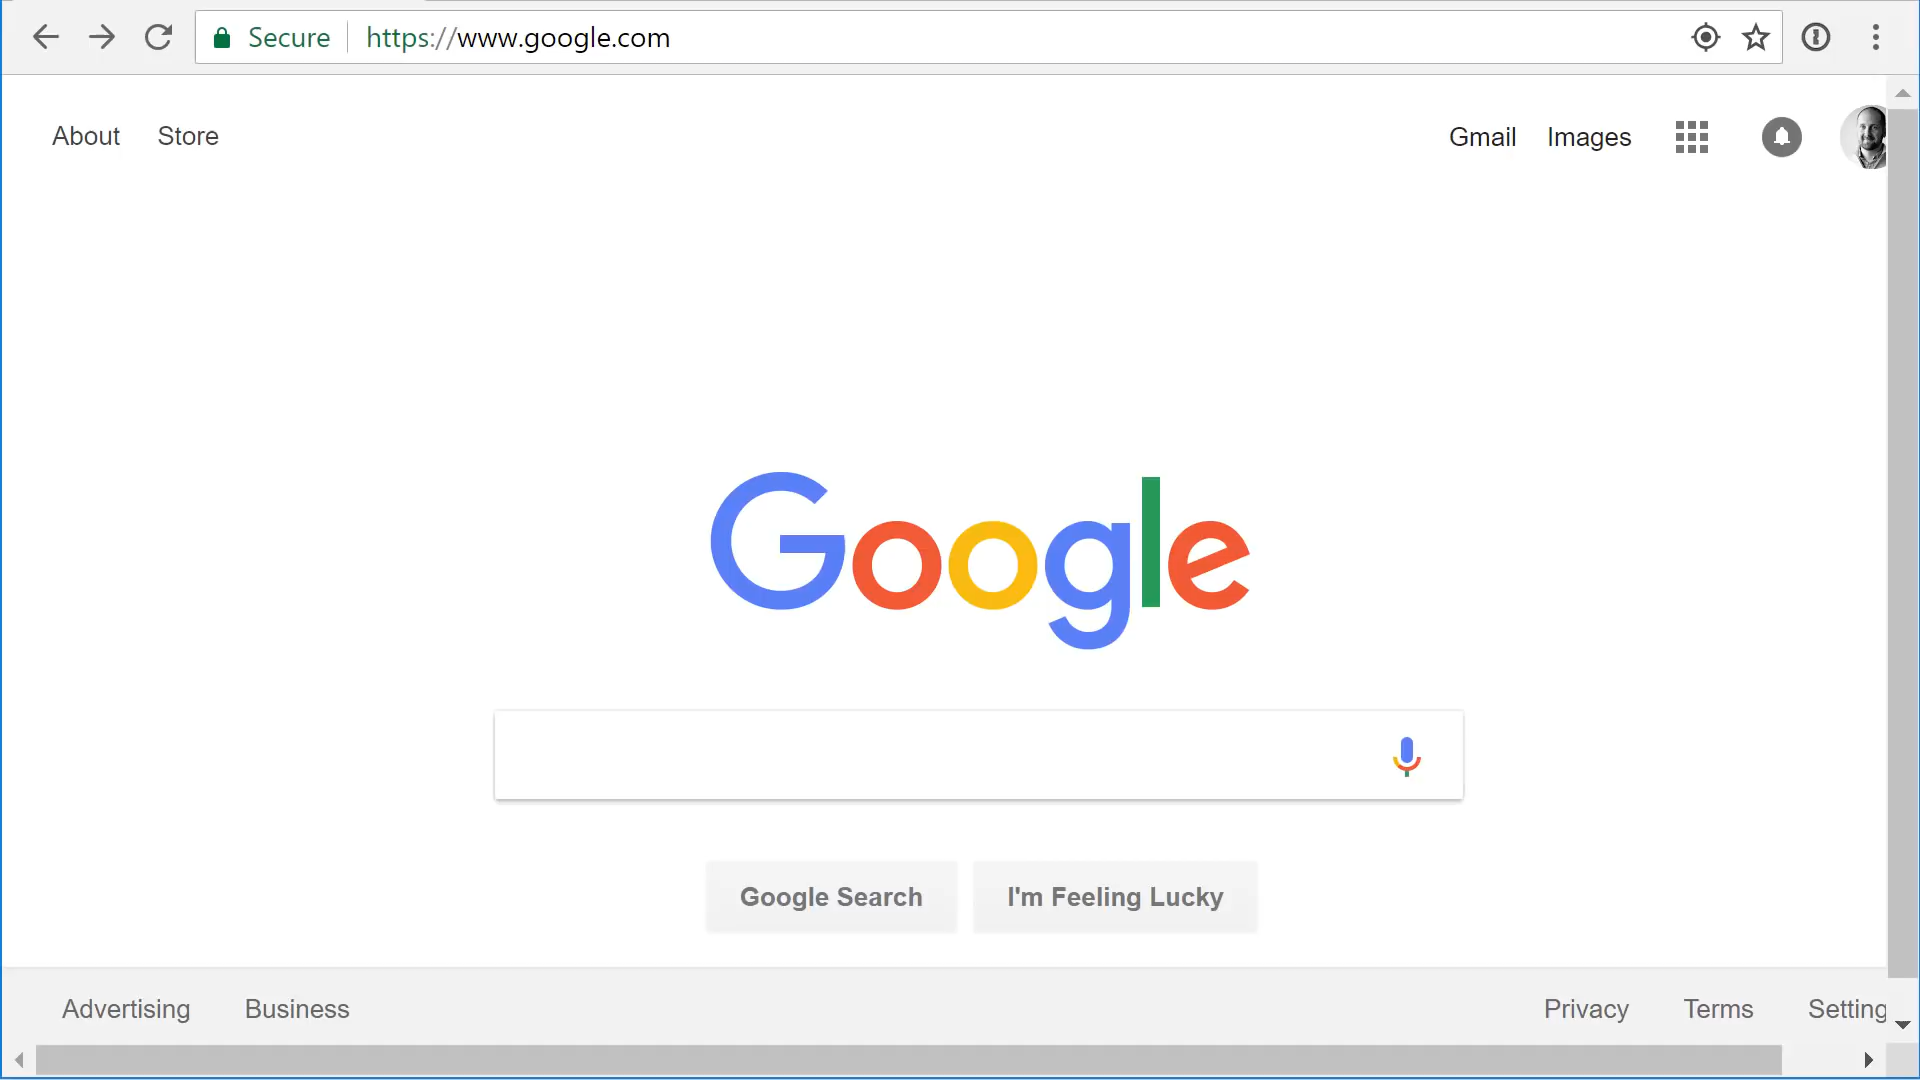 Secure https://www.google.com
About Store Gmail Images
Google
Google Search I'm Feeling Lucky
Advertising Business Privacy Terms Setting